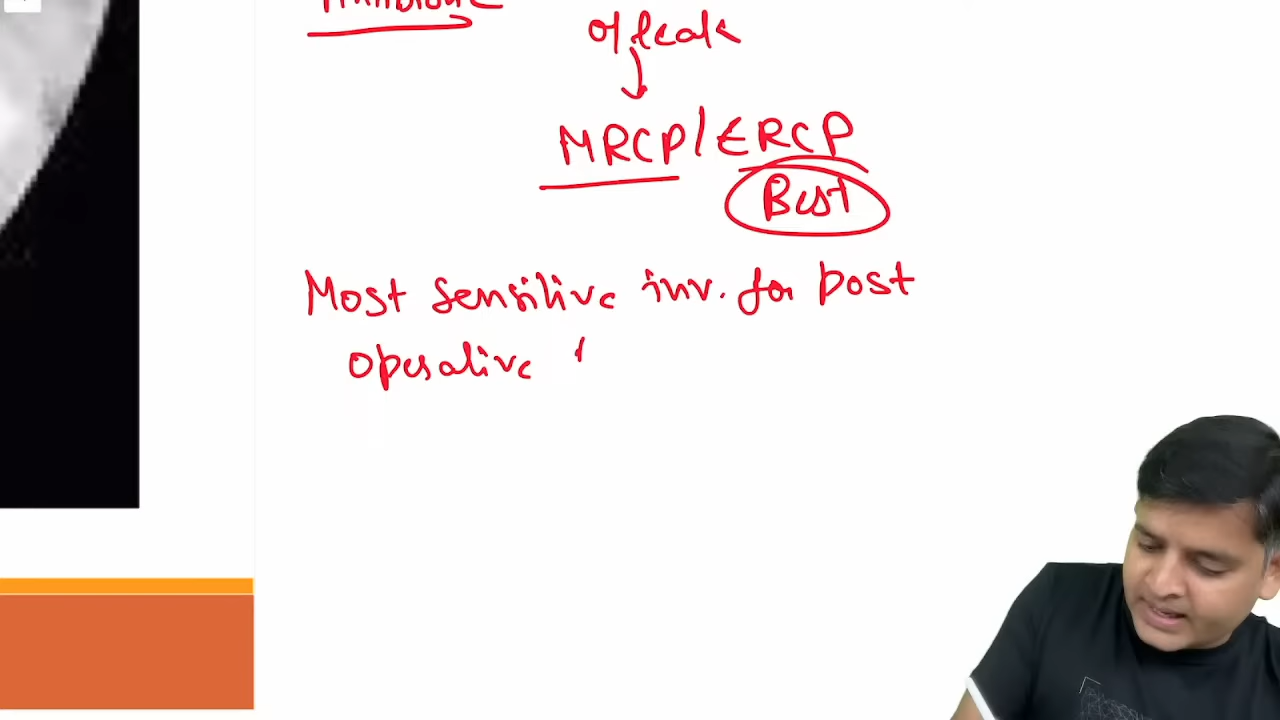 of leak
MRCP/ERCP
Best
Most sensitive inv. for post
operative